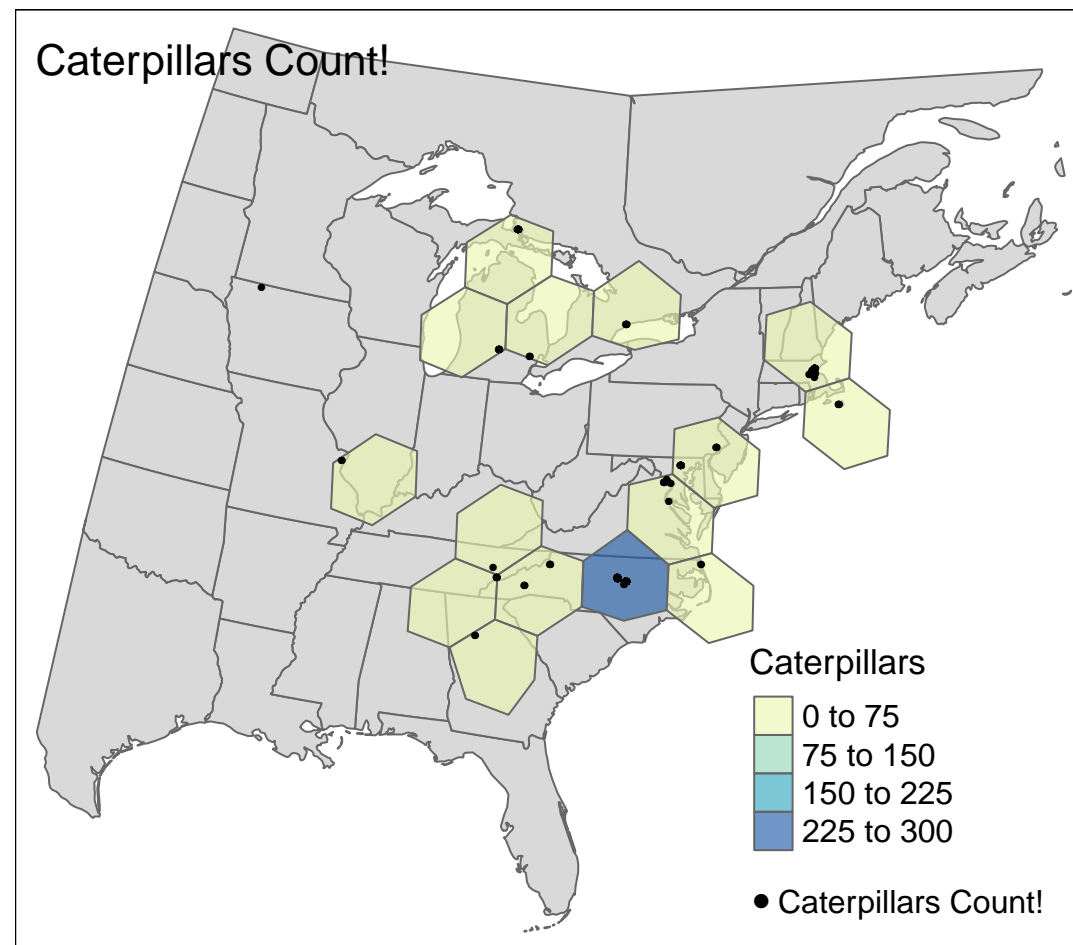 Caterpillars Count!
Caterpillars
0 to 75
75 to 150
150 to 225
225 to 300
Caterpillars Count!